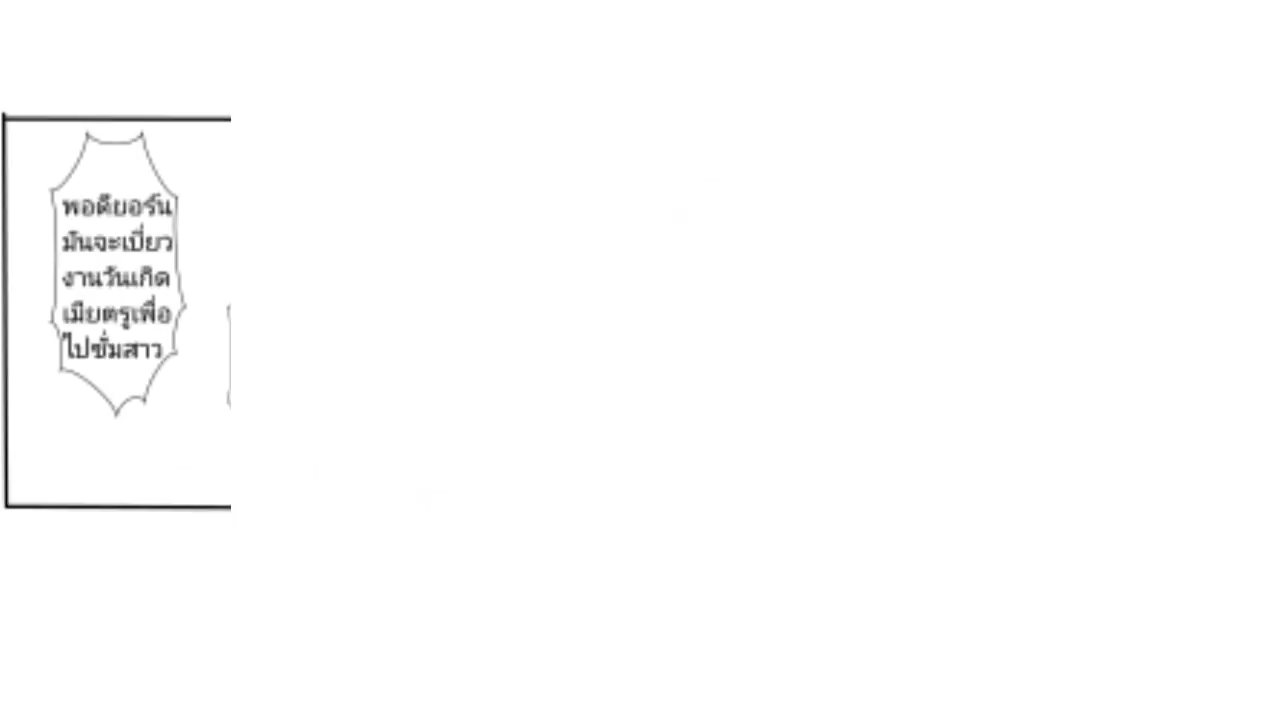 พอดียอร์น
มันจะเบี่ยว
งานวันเกิด
เมียตรูเพื่อ
ไปซั่มสาว